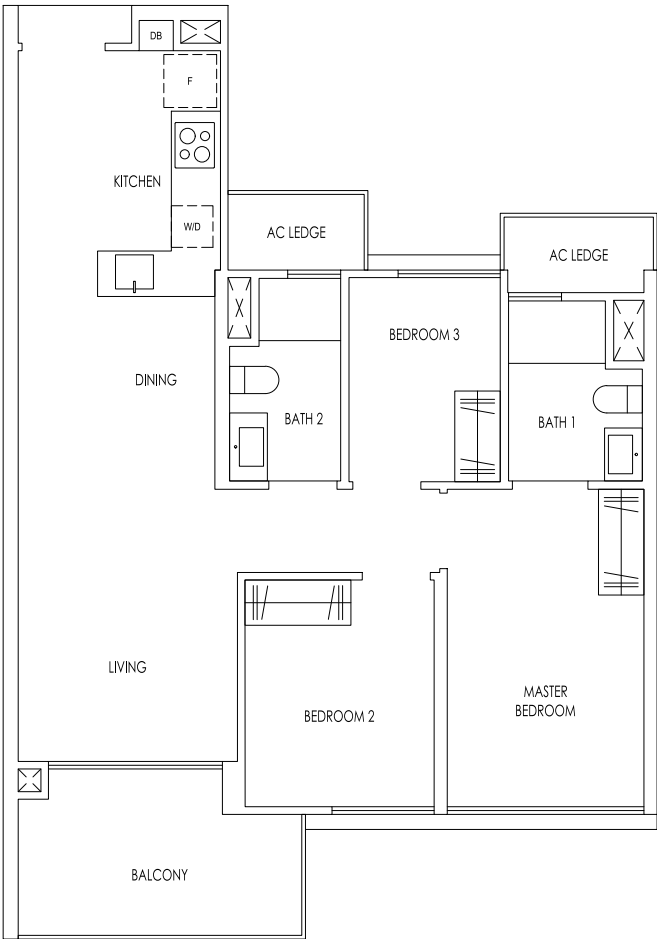 DB
F
KITCHEN
W/D
AC LEDGE
AC LEDGE
BEDROOM 3
DINING
BATH 2
BATH 1
LIVING
MASTER
BEDROOM
BEDROOM 2
BALCONY